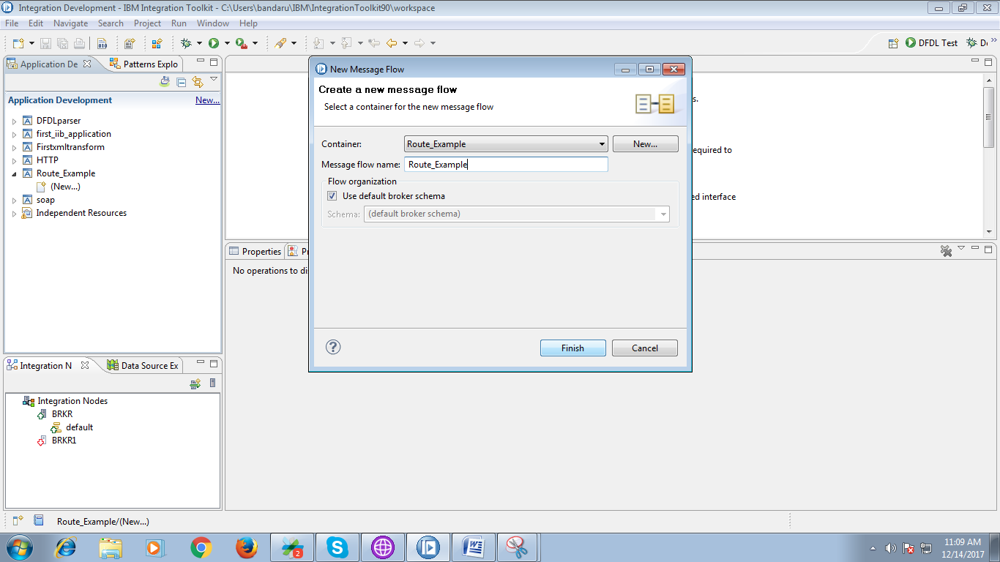 Integration Development - IBM Integration Toolkit - C:\Users\bandaru\IBM\IntegrationToolkit90\workspace
File Edit Navigate Search Project Run Window Help
DFDL Test
Application De
Patterns Explo
Application Development
New...
DFDLparser
first_iib_application
Firstxmltransform
HTTP
Route_Example
(New...)
soap
Independent Resources
New Message Flow
Create a new message flow
Select a container for the new message flow
Container: Route_Example New...
Message flow name: Route_Example
Flow organization
Use default broker schema
Schema: (default broker schema)
Finish Cancel
s.
equired to
ed interface
Properties
No operations to di
Integration N
Data Source Ex
Integration Nodes
BRKR
default
BRKR1
Route_Example/(New...)
2
11:09 AM
12/14/2017